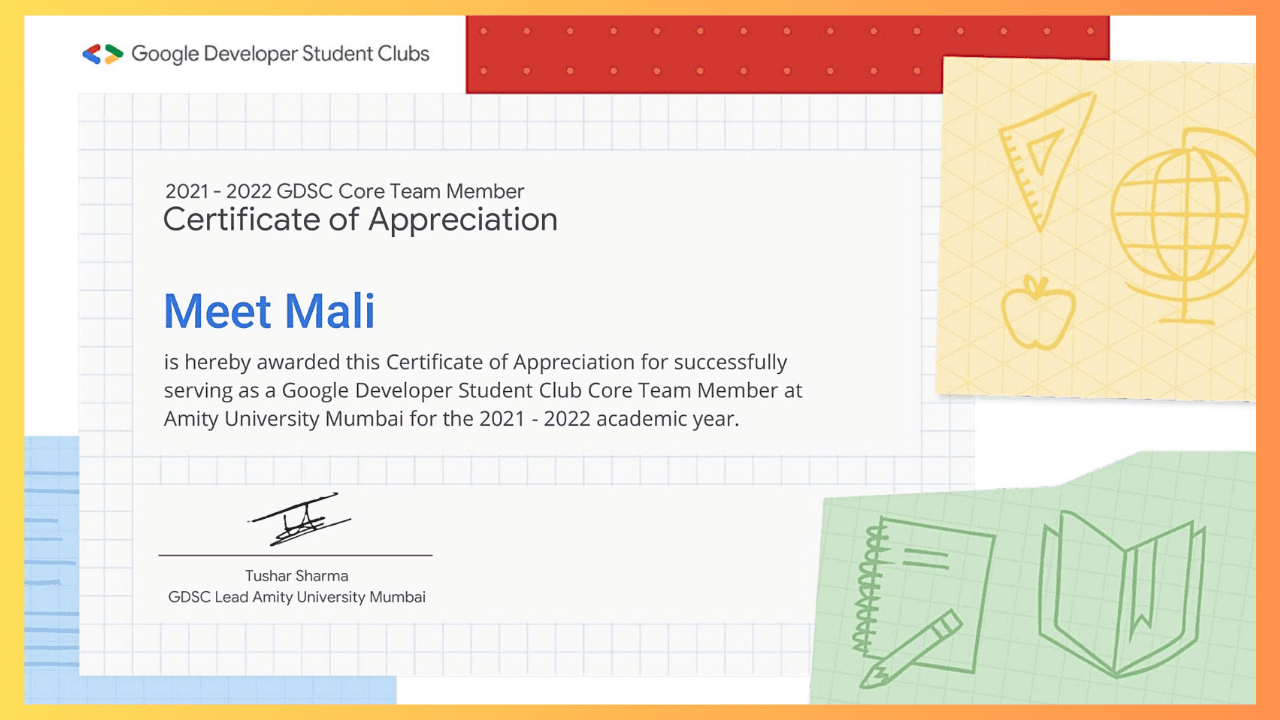 Google Developer Student Clubs
2021 - 2022 GDSC Core Team Member
Certificate of Appreciation
Meet Mali
is hereby awarded this Certificate of Appreciation for successfully
serving as a Google Developer Student Club Core Team Member at
Amity University Mumbai for the 2021 - 2022 academic year.
Tushar Sharma
GDSC Lead Amity University Mumbai